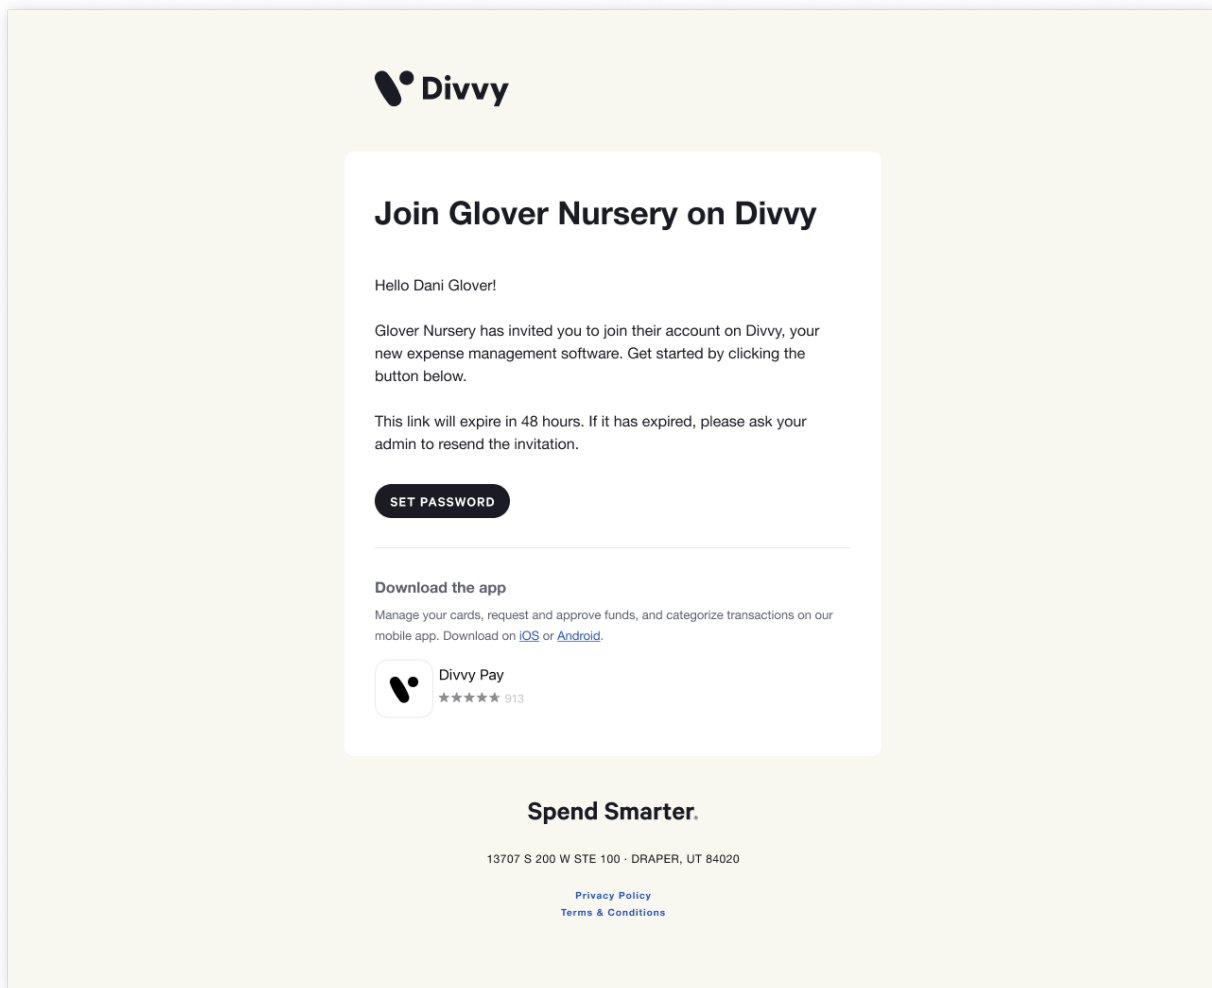 Divvy
Join Glover Nursery on Divvy
Hello Dani Glover!
Glover Nursery has invited you to join their account on Divvy, your
new expense management software. Get started by clicking the
button below.
This link will expire in 48 hours. If it has expired, please ask your
admin to resend the invitation.
SET PASSWORD
Download the app
Manage your cards, request and approve funds, and categorize transactions on our
mobile app. Download on iOS or Android.
Divvy Pay
★★★★★ 913
Spend Smarter.
13707 S 200 W STE 100 · DRAPER, UT 84020
Privacy Policy
Terms & Conditions